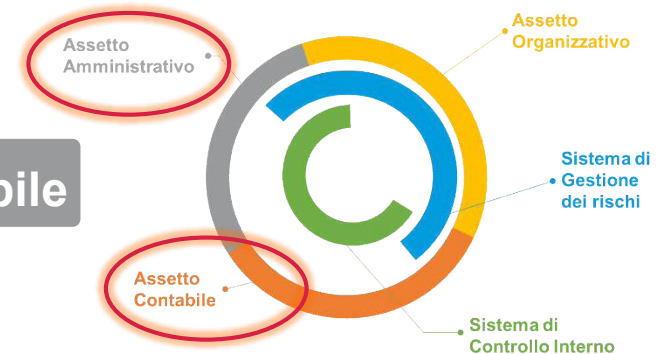 Assetto
Amministrativo
Assetto
Organizzativo
bile
Sistema di
Gestione
dei rischi
Assetto
Contabile
Sistema di
Controllo Interno